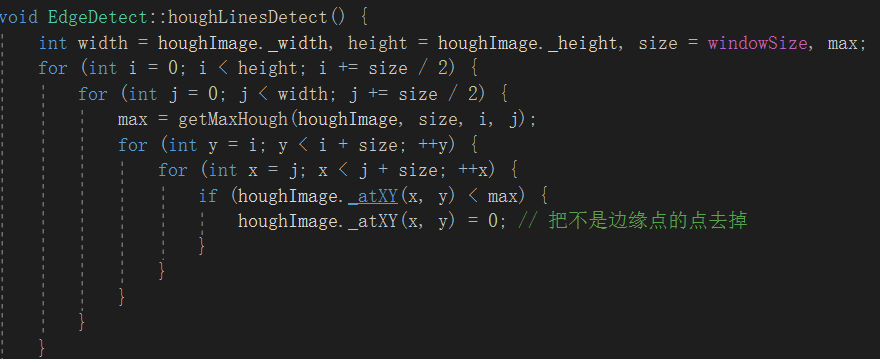 void EdgeDetect::houghLinesDetect() {
int width = houghImage._width, height = houghImage._height, size = windowSize, max;
for (int i = 0; i < height; i += size / 2) {
for (int j = 0; j < width; j += size / 2) {
max = getMaxHough(houghImage, size, i, j);
for (int y = i; y < i + size; ++y) {
for (int x = j; x < j + size; ++x) {
if (houghImage._atXY(x, y) < max) {
houghImage._atXY(x, y) = 0; // 把不是边缘点的点去掉
}
}
}
}
}